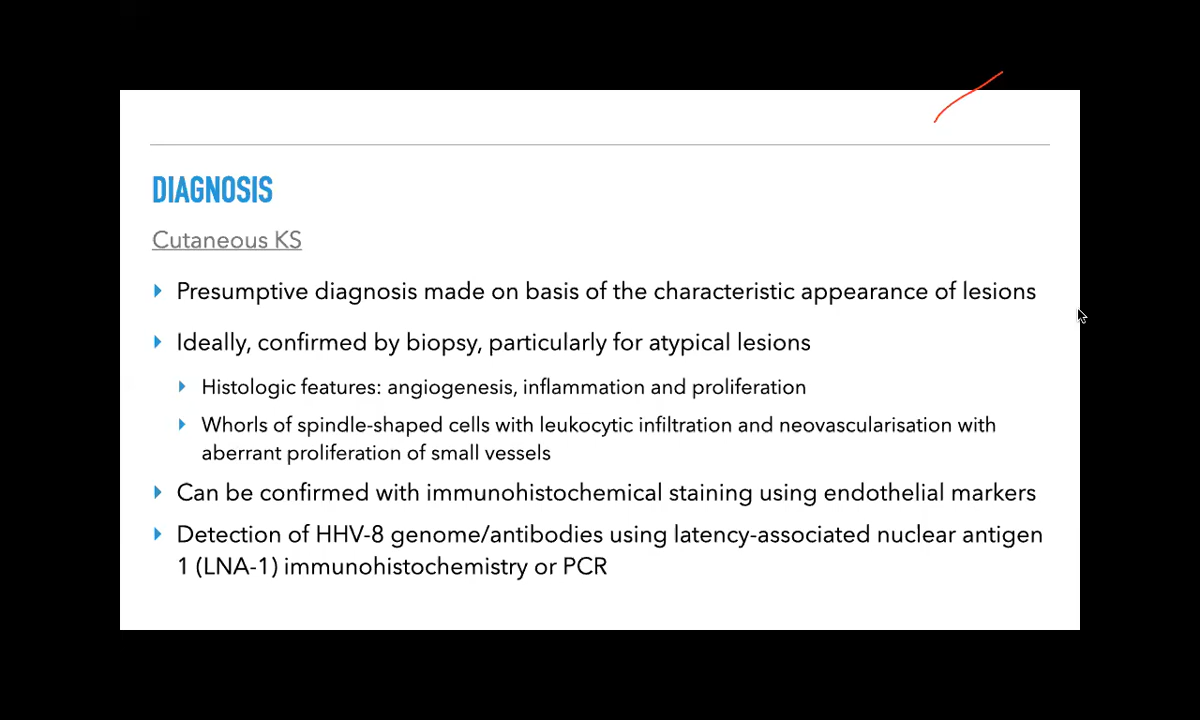 DIAGNOSIS
Cutaneous KS
Presumptive diagnosis made on basis of the characteristic appearance of lesions
Ideally, confirmed by biopsy, particularly for atypical lesions
Histologic features: angiogenesis, inflammation and proliferation
Whorls of spindle-shaped cells with leukocytic infiltration and neovascularisation with
aberrant proliferation of small vessels
Can be confirmed with immunohistochemical staining using endothelial markers
Detection of HHV-8 genome/antibodies using latency-associated nuclear antigen
1 (LNA-1) immunohistochemistry or PCR